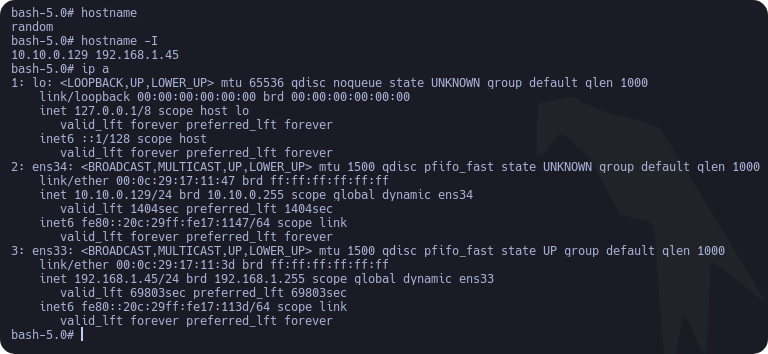 bash-5.0# hostname
random
bash-5.0# hostname -I
10.10.0.129 192.168.1.45
bash-5.0# ip a
1: lo: <LOOPBACK,UP,LOWER_UP> mtu 65536 qdisc noqueue state UNKNOWN group default qlen 1000
    link/loopback 00:00:00:00:00:00 brd 00:00:00:00:00:00
    inet 127.0.0.1/8 scope host lo
       valid_lft forever preferred_lft forever
    inet6 ::1/128 scope host
       valid_lft forever preferred_lft forever
2: ens34: <BROADCAST,MULTICAST,UP,LOWER_UP> mtu 1500 qdisc pfifo_fast state UNKNOWN group default qlen 1000
    link/ether 00:0c:29:17:11:47 brd ff:ff:ff:ff:ff:ff
    inet 10.10.0.129/24 brd 10.10.0.255 scope global dynamic ens34
       valid_lft 1404sec preferred_lft 1404sec
    inet6 fe80::20c:29ff:fe17:1147/64 scope link
       valid_lft forever preferred_lft forever
3: ens33: <BROADCAST,MULTICAST,UP,LOWER_UP> mtu 1500 qdisc pfifo_fast state UP group default qlen 1000
    link/ether 00:0c:29:17:11:3d brd ff:ff:ff:ff:ff:ff
    inet 192.168.1.45/24 brd 192.168.1.255 scope global dynamic ens33
       valid_lft 69803sec preferred_lft 69803sec
    inet6 fe80::20c:29ff:fe17:113d/64 scope link
       valid_lft forever preferred_lft forever
bash-5.0#